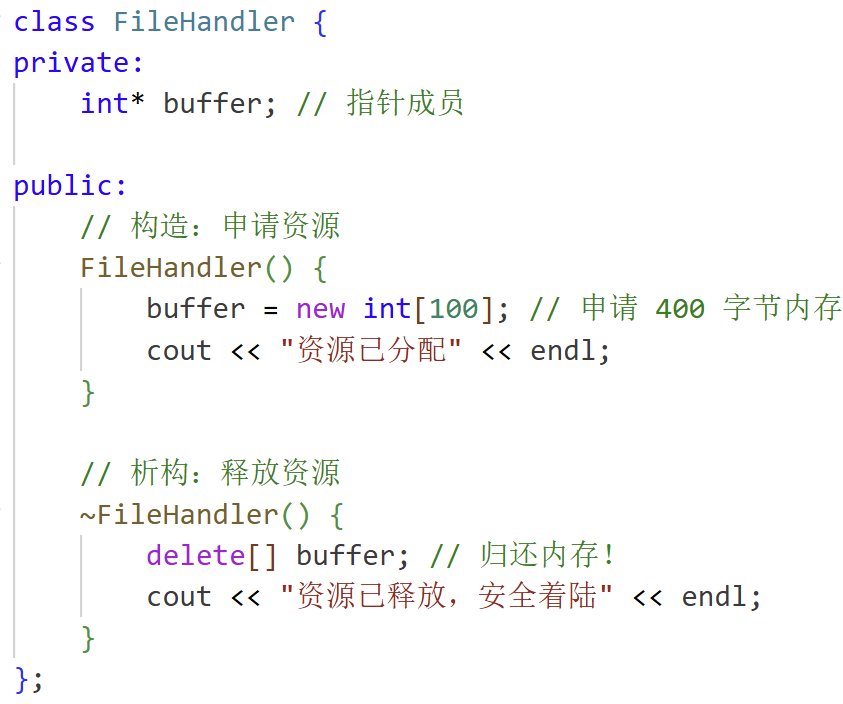 class FileHandler {
private:
    int* buffer; // 指针成员

public:
    // 构造：申请资源
    FileHandler() {
        buffer = new int[100]; // 申请 400 字节内存
        cout << "资源已分配" << endl;
    }

    // 析构：释放资源
    ~FileHandler() {
        delete[] buffer; // 归还内存！
        cout << "资源已释放，安全着陆" << endl;
    }
};